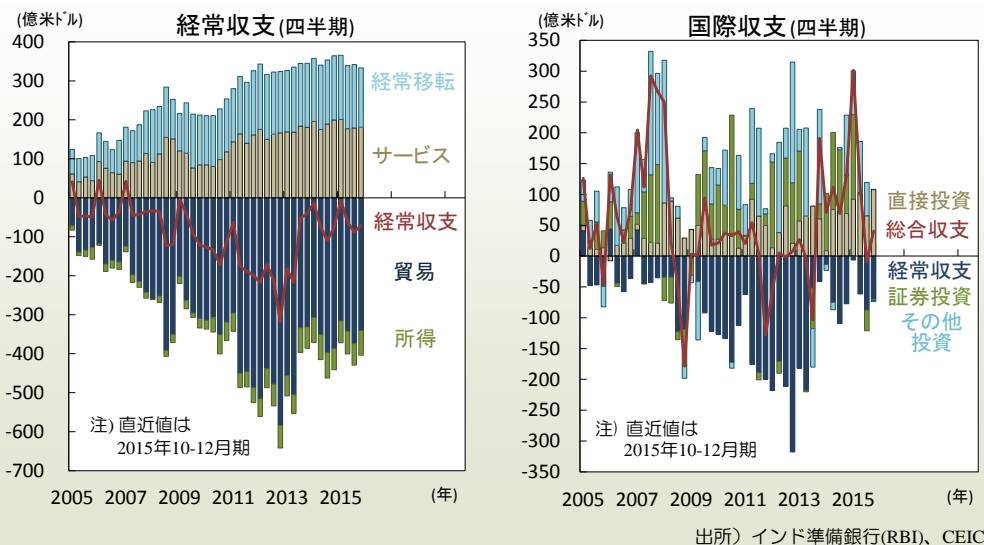 経常収支(四半期)
(億米ドル)
400
300
200
100
0
-100
-200
-300
-400
-500
-600
-700
経常移転
サービス
経常収支
貿易
所得
注) 直近値は
2015年10-12月期
2005 2007 2009 2011 2013 2015
(年)
国際収支(四半期)
(億米ドル)
350
300
250
200
150
100
50
0
-50
-100
-150
-200
-250
-300
-350
直接投資
総合収支
経常収支
証券投資
その他
投資
注) 直近値は
2015年10-12月期
2005 2007 2009 2011 2013 2015
(年)
出所）インド準備銀行(RBI)、CEIC